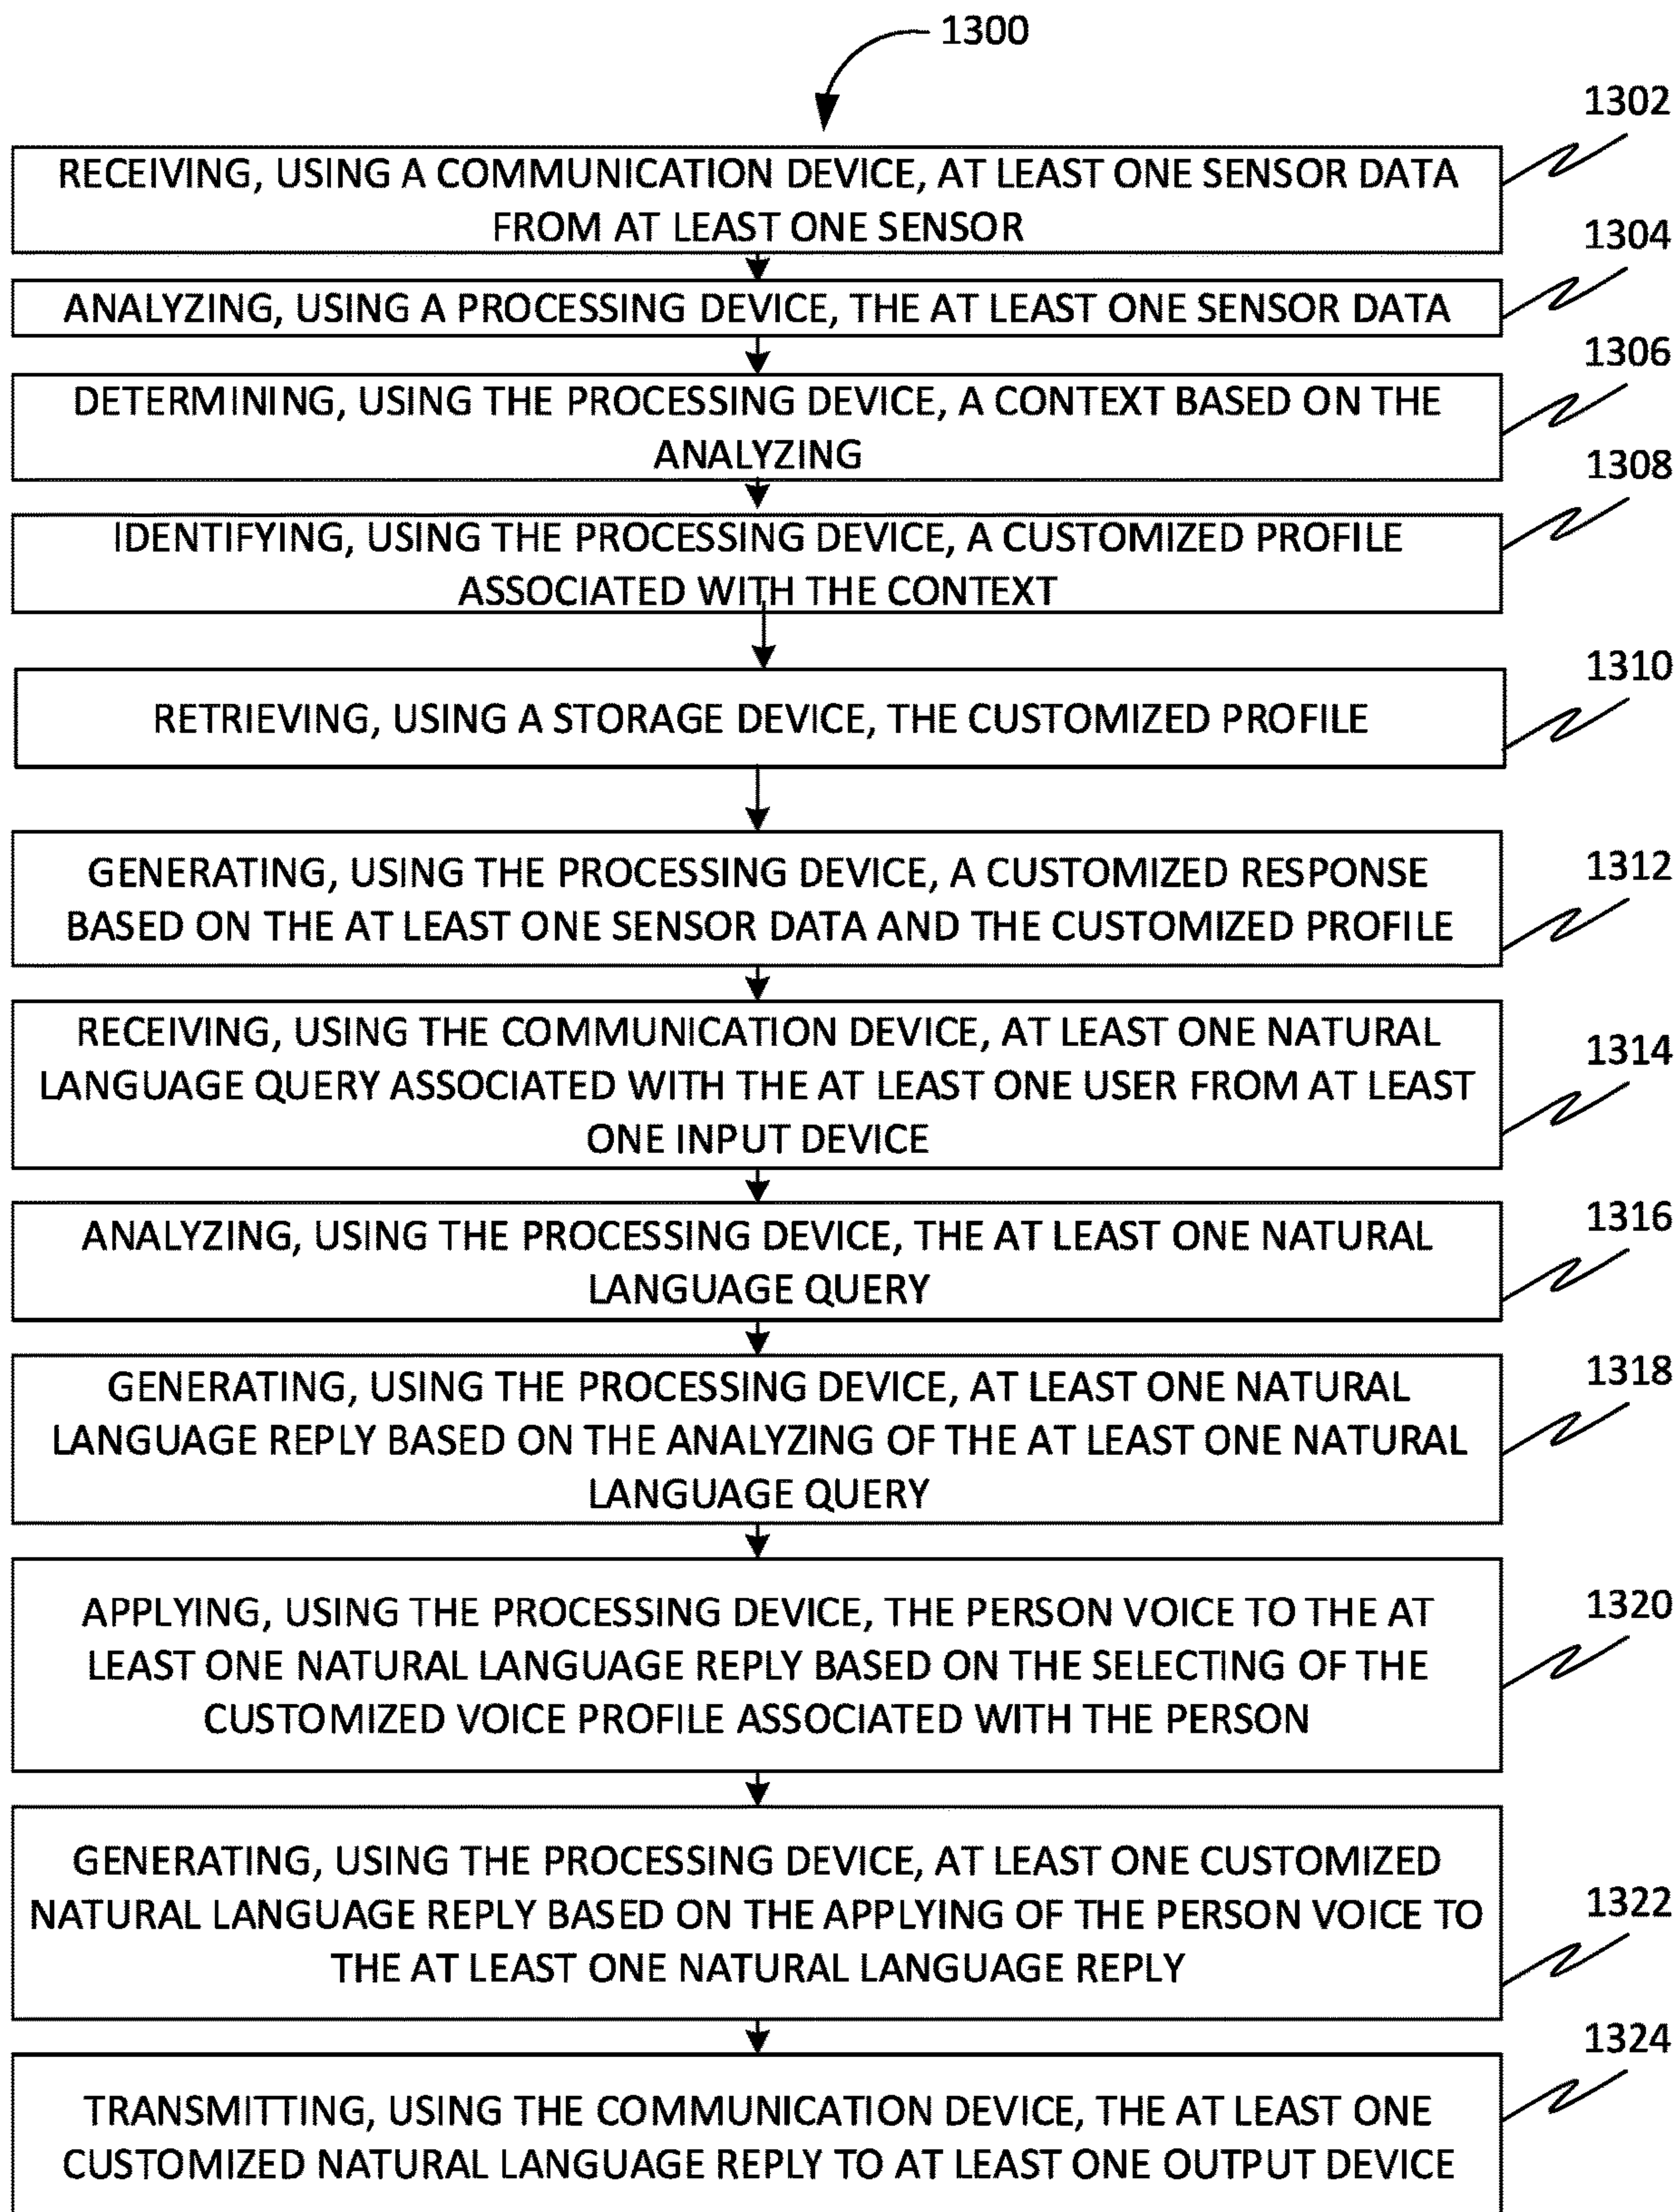 1300
1302
RECEIVING, USING A COMMUNICATION DEVICE, AT LEAST ONE SENSOR DATA
FROM AT LEAST ONE SENSOR
1304
ANALYZING, USING A PROCESSING DEVICE, THE AT LEAST ONE SENSOR DATA
1306
DETERMINING, USING THE PROCESSING DEVICE, A CONTEXT BASED ON THE
ANALYZING
1308
IDENTIFYING, USING THE PROCESSING DEVICE, A CUSTOMIZED PROFILE
ASSOCIATED WITH THE CONTEXT
1310
RETRIEVING, USING A STORAGE DEVICE, THE CUSTOMIZED PROFILE
1312
GENERATING, USING THE PROCESSING DEVICE, A CUSTOMIZED RESPONSE
BASED ON THE AT LEAST ONE SENSOR DATA AND THE CUSTOMIZED PROFILE
1314
RECEIVING, USING THE COMMUNICATION DEVICE, AT LEAST ONE NATURAL
LANGUAGE QUERY ASSOCIATED WITH THE AT LEAST ONE USER FROM AT LEAST
ONE INPUT DEVICE
1316
ANALYZING, USING THE PROCESSING DEVICE, THE AT LEAST ONE NATURAL
LANGUAGE QUERY
1318
GENERATING, USING THE PROCESSING DEVICE, AT LEAST ONE NATURAL
LANGUAGE REPLY BASED ON THE ANALYZING OF THE AT LEAST ONE NATURAL
LANGUAGE QUERY
1320
APPLYING, USING THE PROCESSING DEVICE, THE PERSON VOICE TO THE AT
LEAST ONE NATURAL LANGUAGE REPLY BASED ON THE SELECTING OF THE
CUSTOMIZED VOICE PROFILE ASSOCIATED WITH THE PERSON
1322
GENERATING, USING THE PROCESSING DEVICE, AT LEAST ONE CUSTOMIZED
NATURAL LANGUAGE REPLY BASED ON THE APPLYING OF THE PERSON VOICE TO
THE AT LEAST ONE NATURAL LANGUAGE REPLY
1324
TRANSMITTING, USING THE COMMUNICATION DEVICE, THE AT LEAST ONE
CUSTOMIZED NATURAL LANGUAGE REPLY TO AT LEAST ONE OUTPUT DEVICE